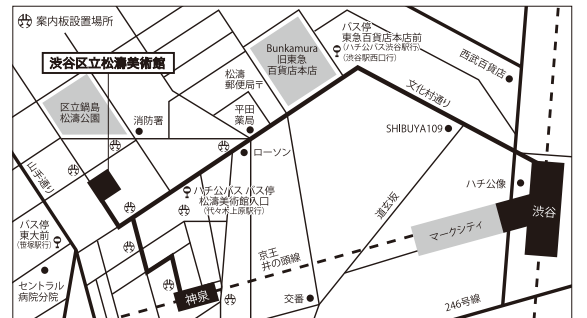 案内板設置場所
渋谷区立松濤美術館
区立鍋島
松濤公園
消防署
松濤
郵便局〒
平田
薬局
Bunkamura
旧東急
百貨店本店
バス停
東急百貨店本店前
(ハチ公バス渋谷駅行)
(渋谷駅西口行)
西武百貨店
文化村通り
SHIBUYA109
ローソン
山手通り
ハチ公バス バス停
松濤美術館入口
(代々木上原駅行)
ハチ公像
渋谷
道玄坂
マークシティ
バス停
東大前
(笹塚駅行)
京王
井の頭線
セントラル
病院分院
神泉
交番
246号線